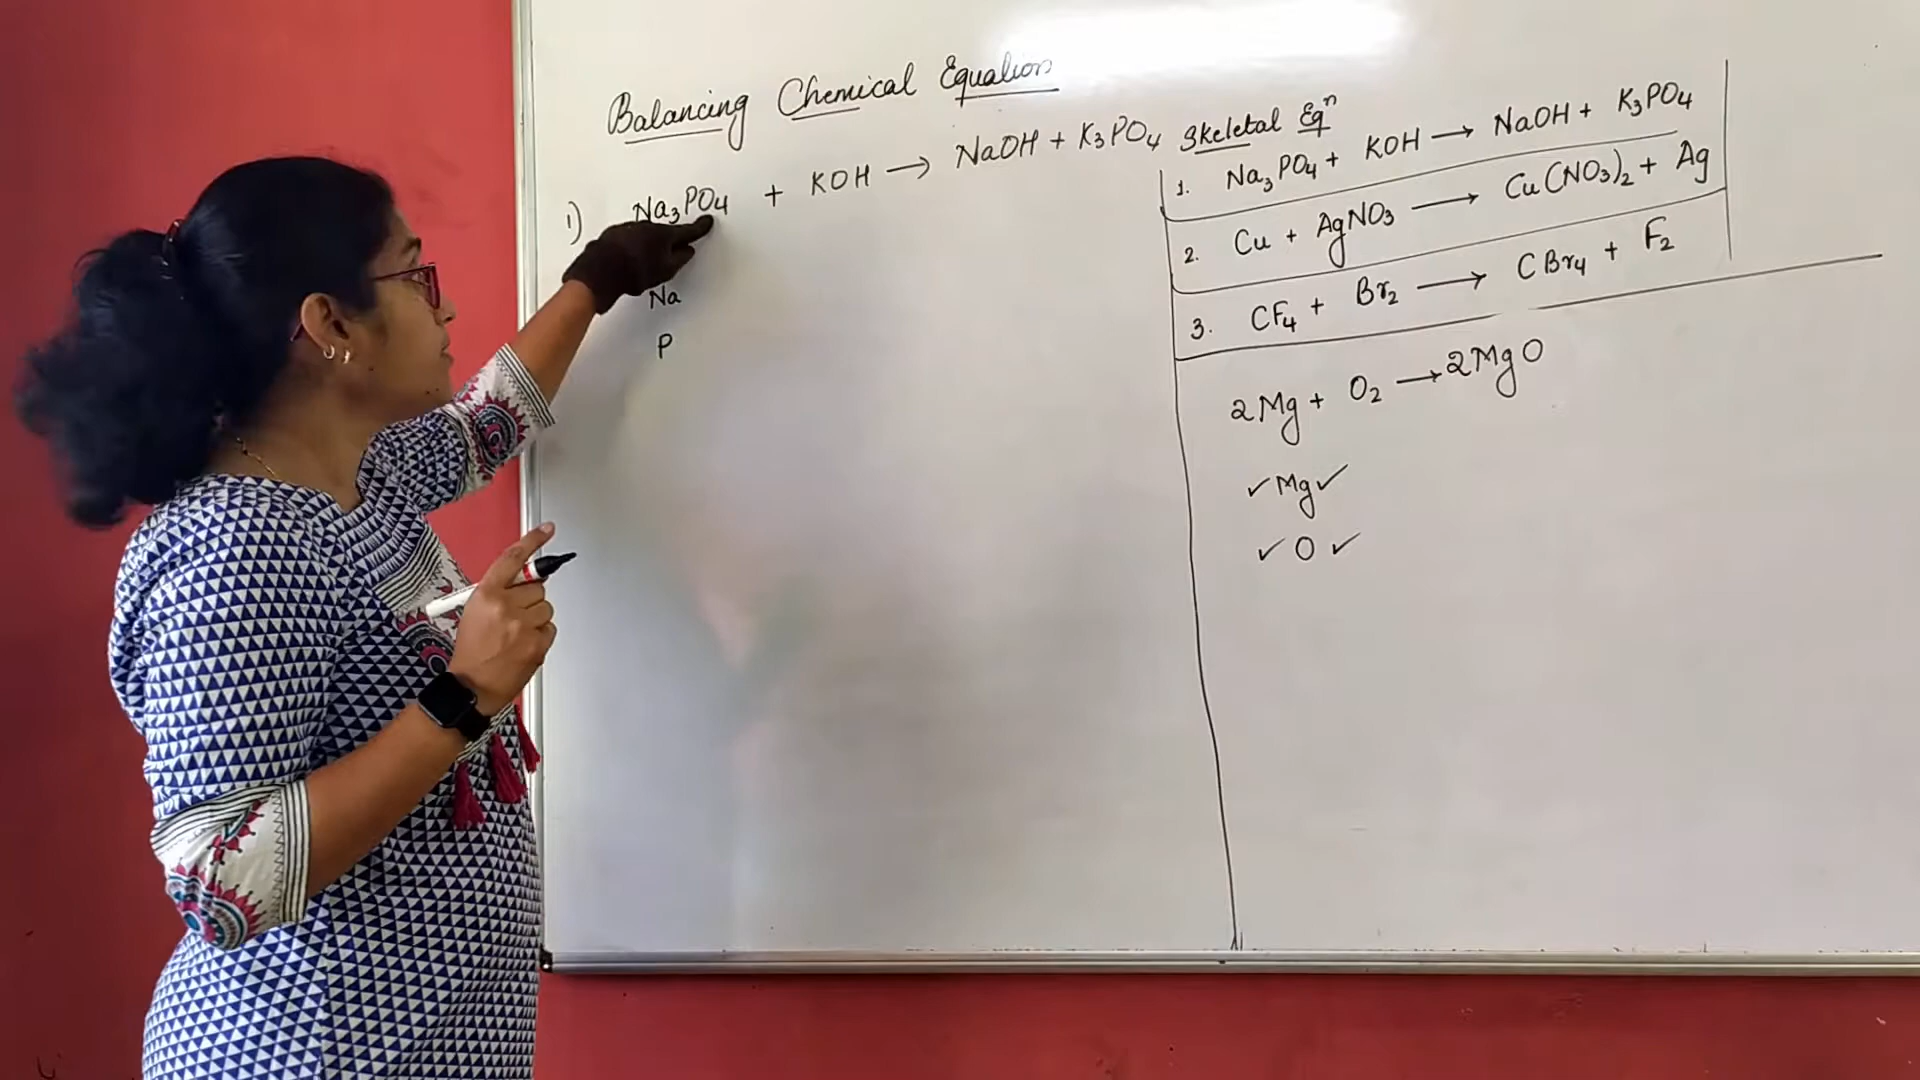 Balancing Chemical Equation
1) Na₃PO₄ + KOH → NaOH + K₃PO₄
Na
P
Skeletal Eqⁿ
1. Na₃PO₄ + KOH → NaOH + K₃PO₄
2. Cu + AgNO₃ → Cu(NO₃)₂ + Ag
3. CF₄ + Br₂ → CBr₄ + F₂
2Mg + O₂ → 2MgO
✓ Mg ✓
✓ O ✓